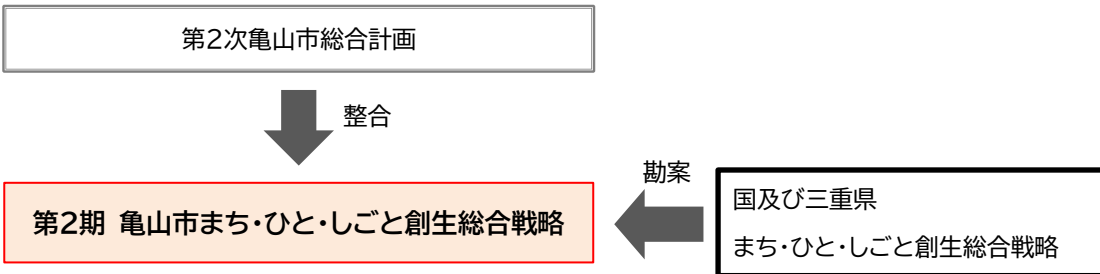 第2次亀山市総合計画
整合
勘案
第2期 亀山市まち・ひと・しごと創生総合戦略
国及び三重県
まち・ひと・しごと創生総合戦略